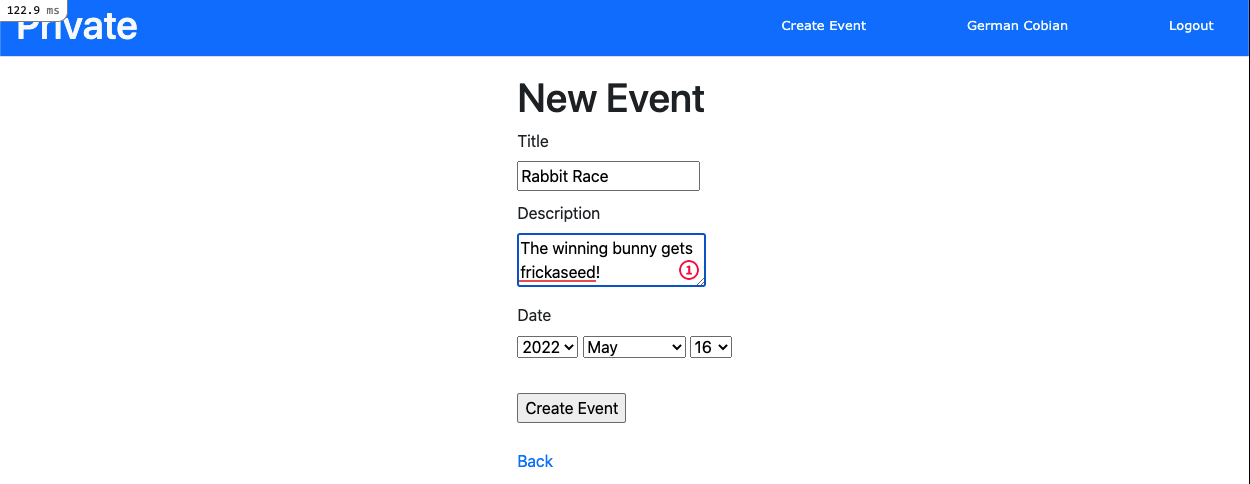 122.9 ms
Private
Create Event
German Cobian
Logout
New Event
Title
Rabbit Race
Description
The winning bunny gets
frickaseed!
1
Date
2022 May 16
Create Event
Back